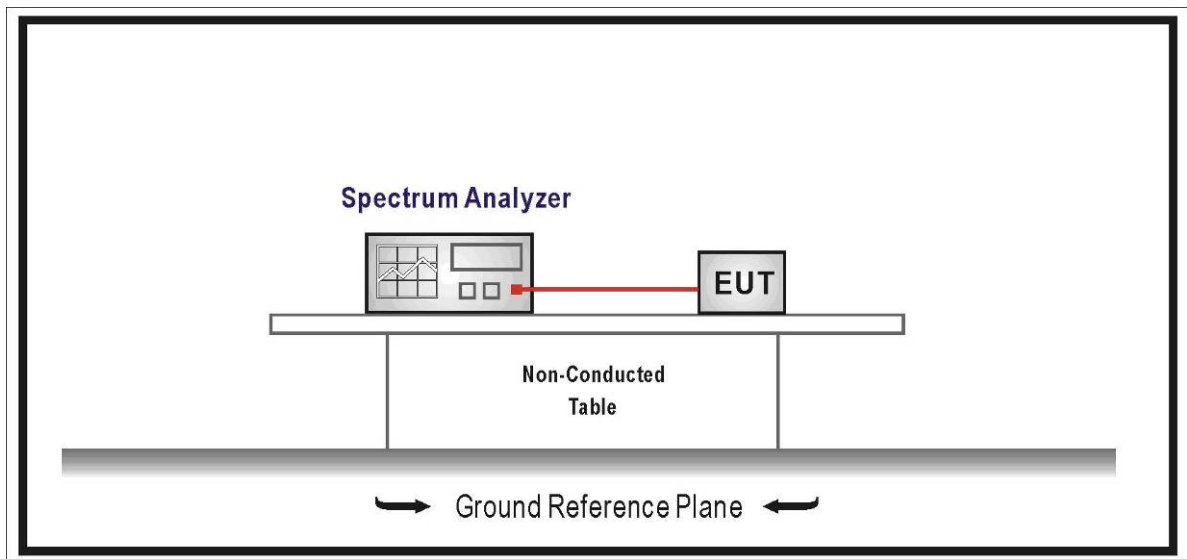 Spectrum Analyzer
EUT
Non-Conducted
Table
Ground Reference Plane